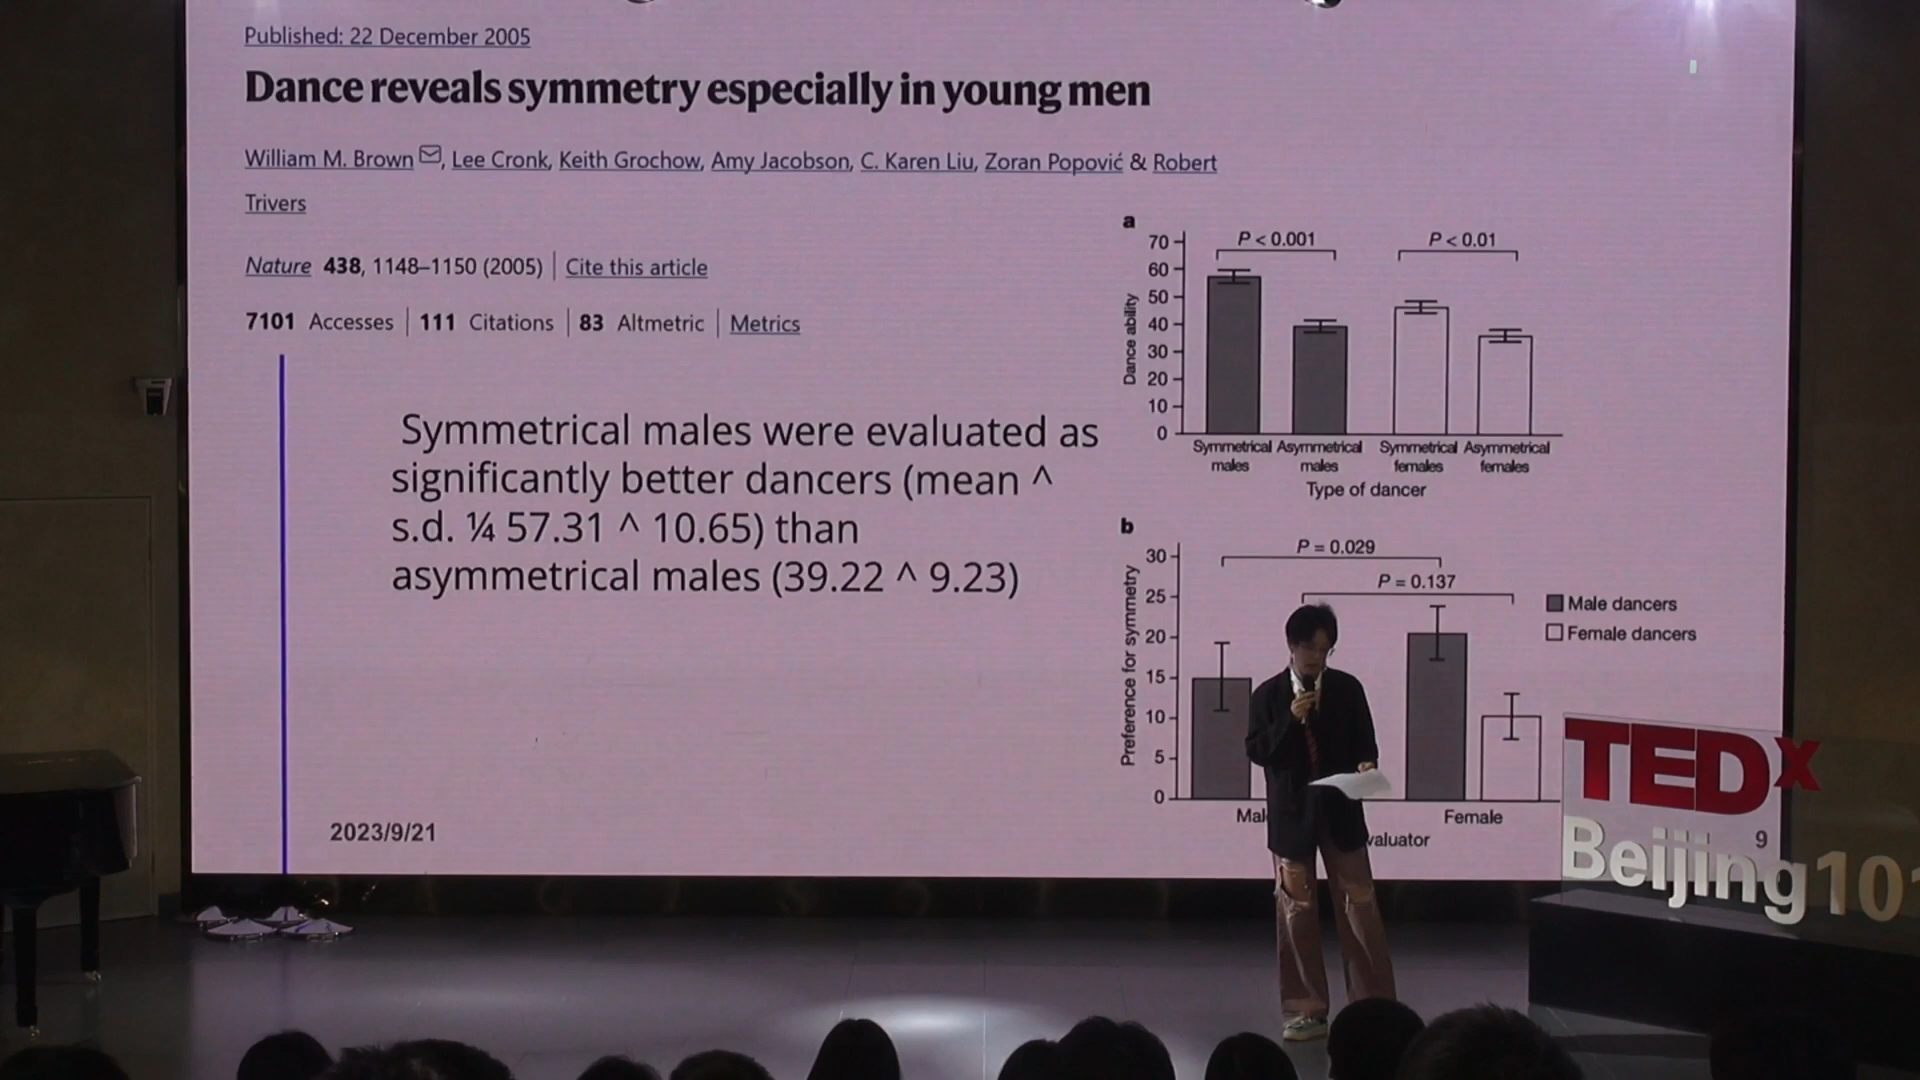 Published: 22 December 2005
Dance reveals symmetry especially in young men
William M. Brown, Lee Cronk, Keith Grochow, Amy Jacobson, C. Karen Liu, Zoran Popović & Robert
Trivers
Nature 438, 1148–1150 (2005) | Cite this article
7101 Accesses | 111 Citations | 83 Altmetric | Metrics
Symmetrical males were evaluated as
significantly better dancers (mean ^
s.d. ¼ 57.31 ^ 10.65) than
asymmetrical males (39.22 ^ 9.23)
2023/9/21
a
P < 0.001
P < 0.01
70
60
50
40
30
20
10
0
Dance ability
Symmetrical males
Asymmetrical males
Symmetrical females
Asymmetrical females
Type of dancer
b
P = 0.029
P = 0.137
30
25
20
15
10
5
0
Preference for symmetry
Male dancers
Female dancers
Mal
Female
valuator
9
TEDx
Beijing101